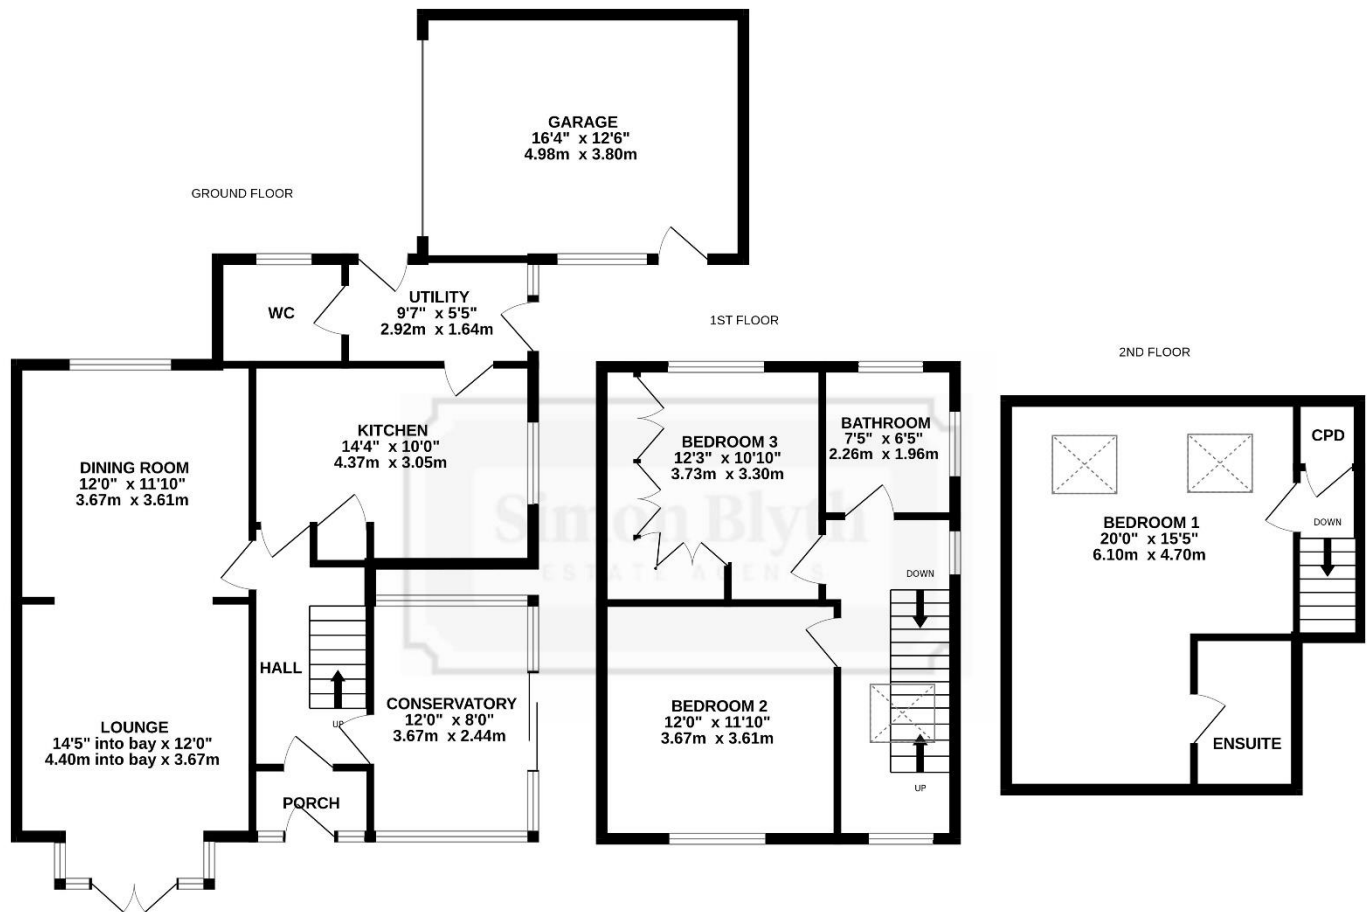 GARAGE
16'4" x 12'6"
4.98m x 3.80m
GROUND FLOOR
WC
UTILITY
9'7" x 5'5"
2.92m x 1.64m
KITCHEN
14'4" x 10'0"
4.37m x 3.05m
DINING ROOM
12'0" x 11'10"
3.67m x 3.61m
HALL
UP
CONSERVATORY
12'0" x 8'0"
3.67m x 2.44m
LOUNGE
14'5" into bay x 12'0"
4.40m into bay x 3.67m
PORCH
1ST FLOOR
BEDROOM 3
12'3" x 10'10"
3.73m x 3.30m
BATHROOM
7'5" x 6'5"
2.26m x 1.96m
DOWN
BEDROOM 2
12'0" x 11'10"
3.67m x 3.61m
UP
2ND FLOOR
CPD
BEDROOM 1
20'0" x 15'5"
6.10m x 4.70m
DOWN
ENSUITE
Simon Blyth
ESTATE AGENTS